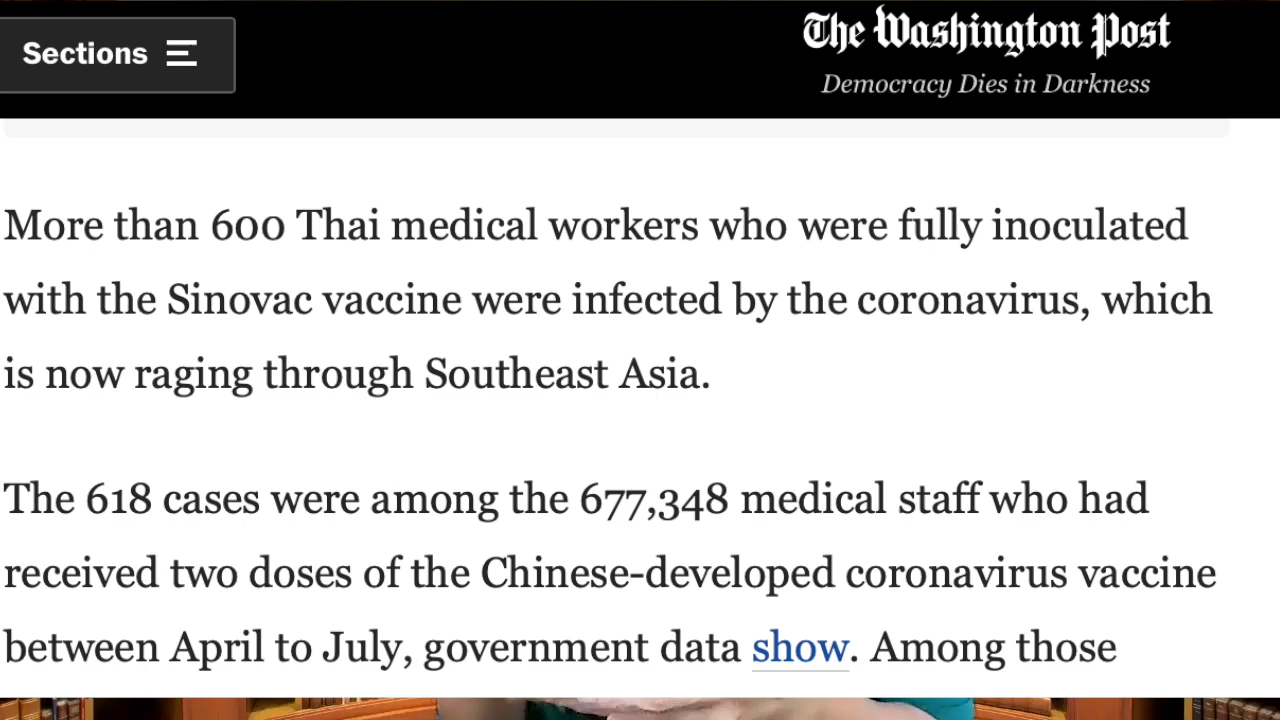 Sections
The Washington Post
Democracy Dies in Darkness
More than 600 Thai medical workers who were fully inoculated
with the Sinovac vaccine were infected by the coronavirus, which
is now raging through Southeast Asia.
The 618 cases were among the 677,348 medical staff who had
received two doses of the Chinese-developed coronavirus vaccine
between April to July, government data show. Among those